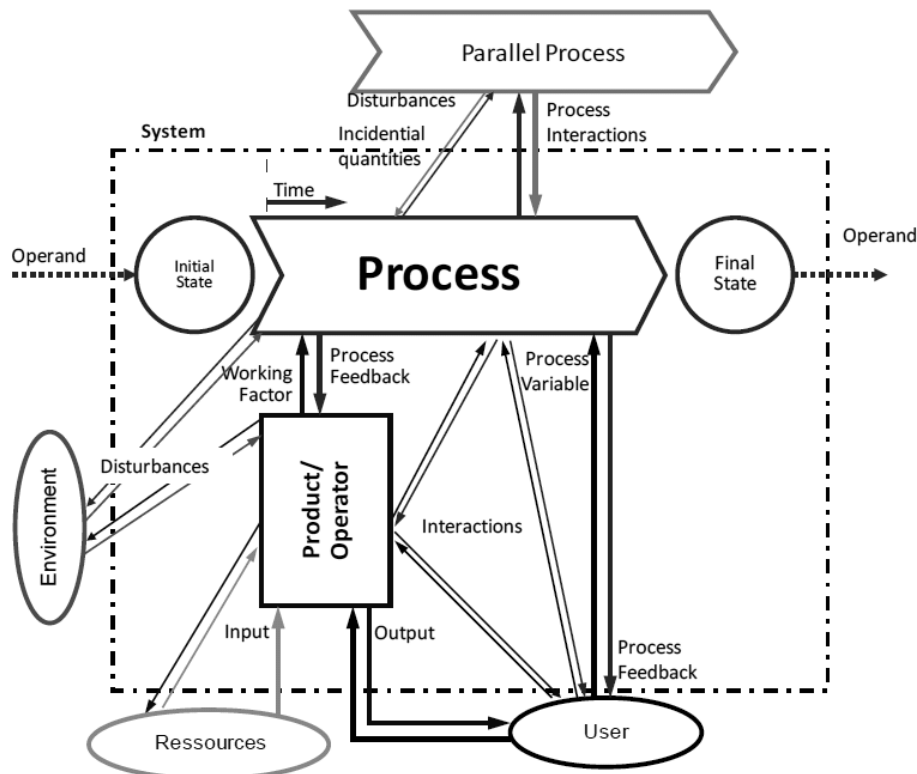 Parallel Process
Disturbances
Process
Interactions
Incidential
quantities
System
Time
Operand
Initial
State
Process
Final
State
Operand
Process
Feedback
Working
Factor
Process
Variable
Disturbances
Environment
Product/
Operator
Interactions
Input
Output
Process
Feedback
Ressources
User